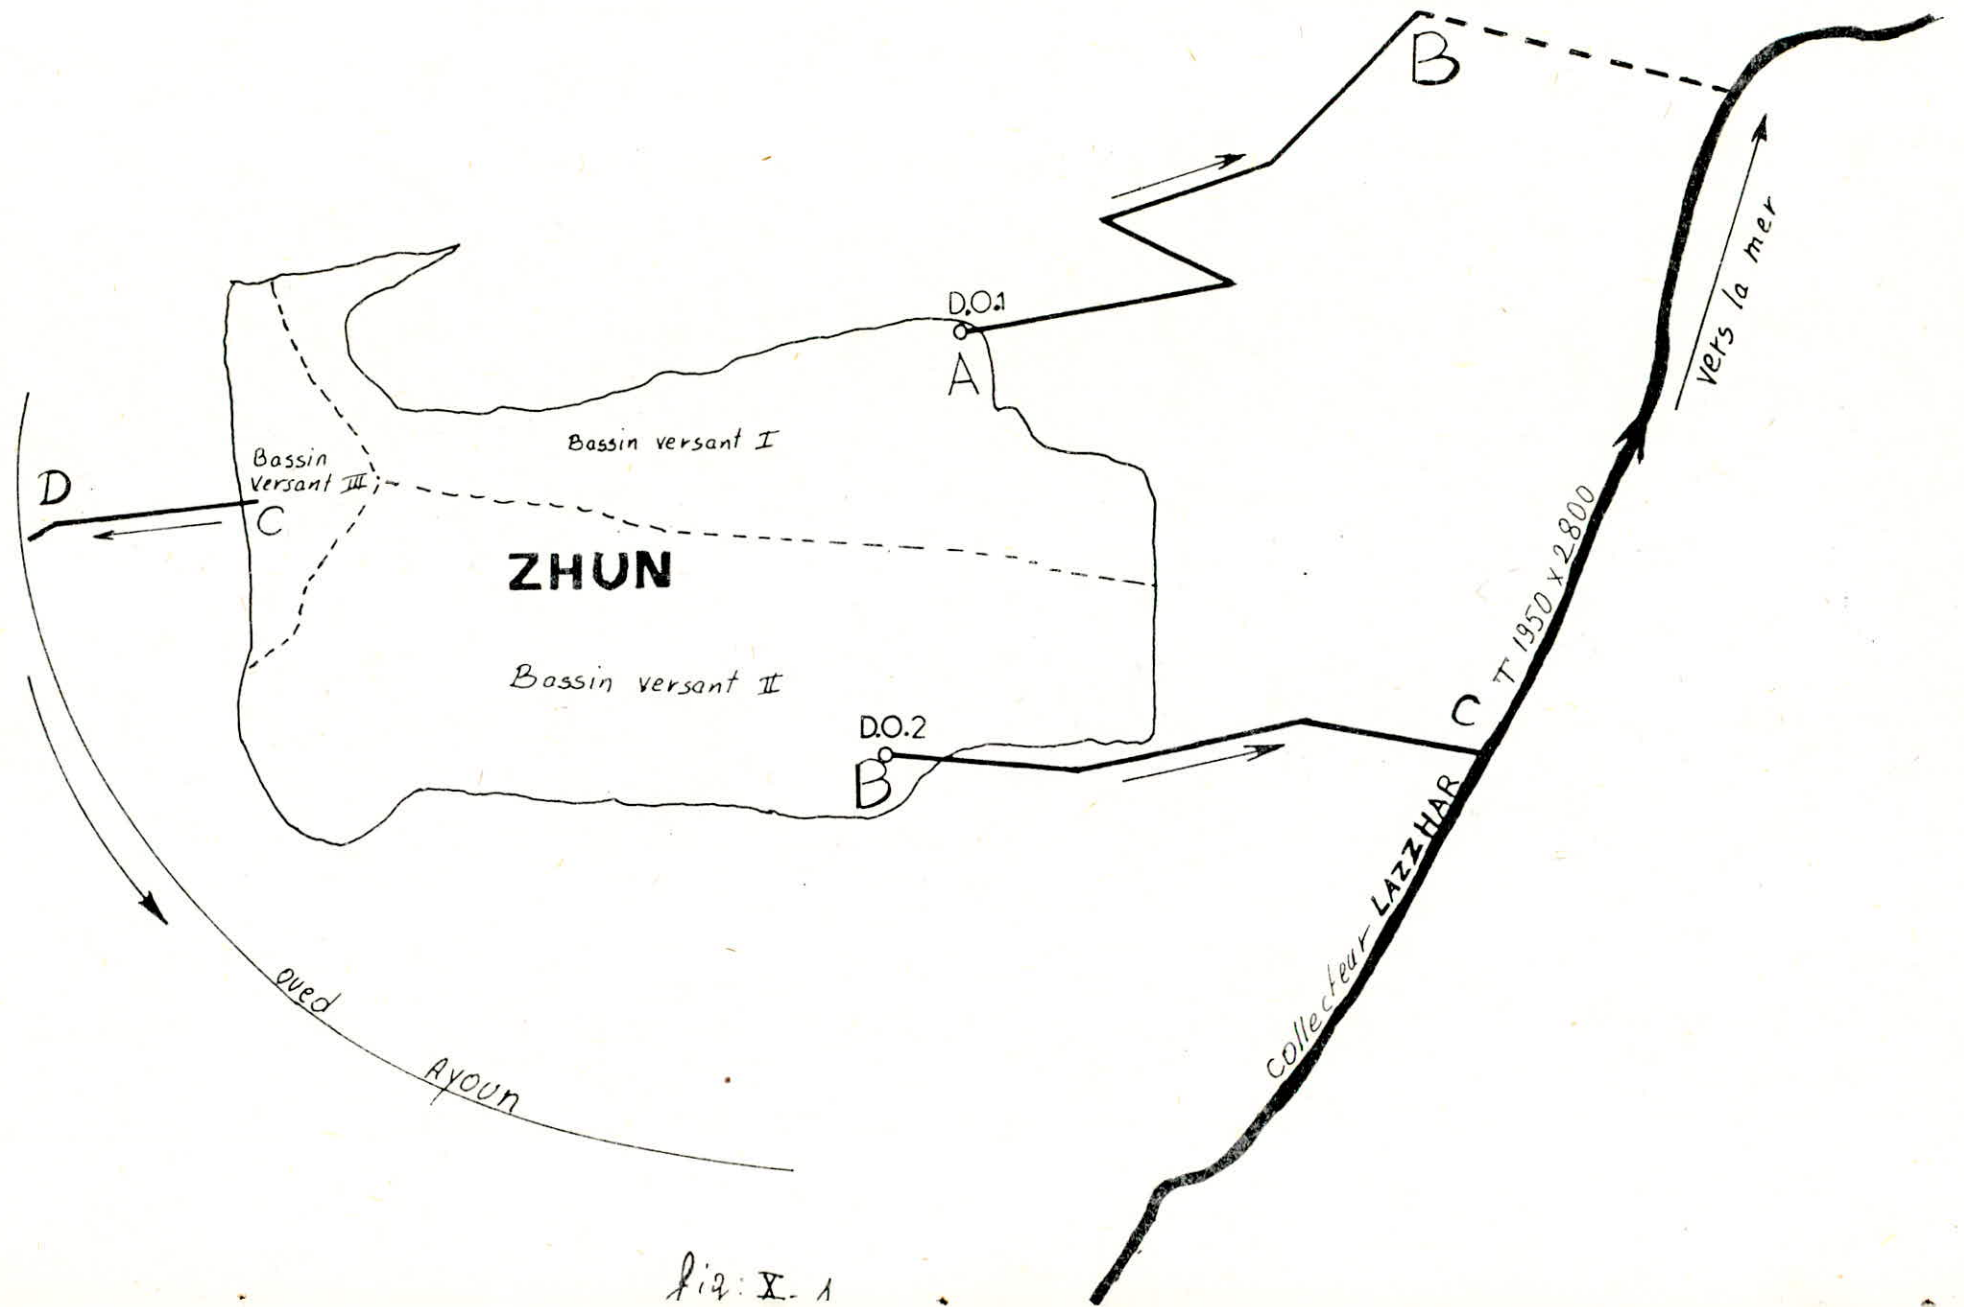 B
vers la mer
D.O.1
A
Bassin versant I
Bassin
versant III
D
C
ZHUN
T 1950 x 2800
Bassin versant II
C
D.O.2
B
collecteur LAZZHAR
oued
Ayoun
fig: X-1